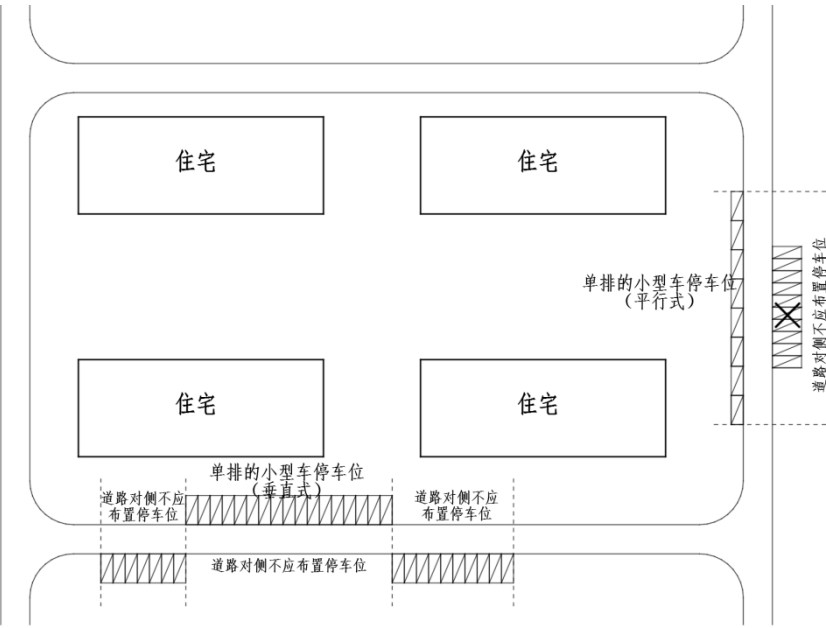 住宅
住宅
单排的小型车停车位
（平行式）
道路对侧不应布置停车位
住宅
住宅
单排的小型车停车位
（垂直式）
道路对侧不应
布置停车位
道路对侧不应
布置停车位
道路对侧不应布置停车位